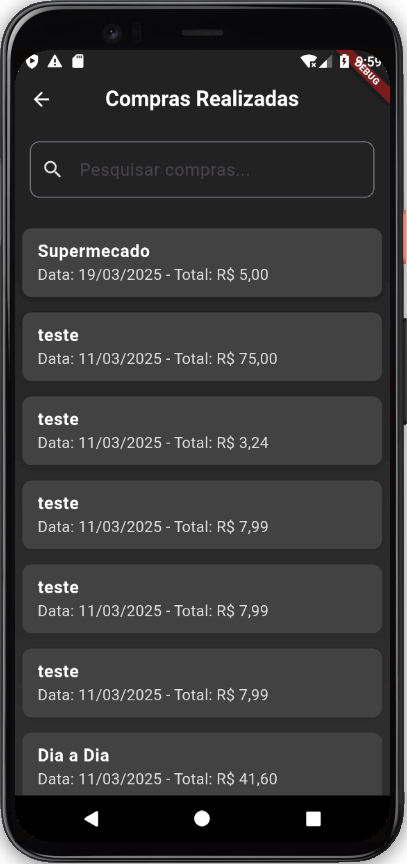 9:59
DEBUG
Compras Realizadas
Pesquisar compras...
Supermecado
Data: 19/03/2025 - Total: R$ 5,00
teste
Data: 11/03/2025 - Total: R$ 75,00
teste
Data: 11/03/2025 - Total: R$ 3,24
teste
Data: 11/03/2025 - Total: R$ 7,99
teste
Data: 11/03/2025 - Total: R$ 7,99
teste
Data: 11/03/2025 - Total: R$ 7,99
Dia a Dia
Data: 11/03/2025 - Total: R$ 41,60